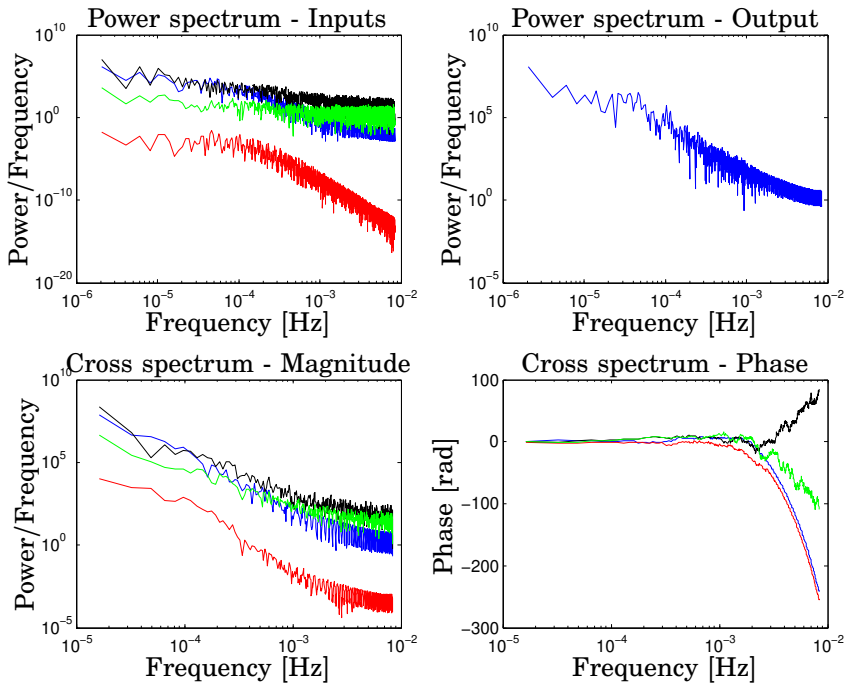 Power spectrum - Inputs
Power/Frequency
10^10
10^0
10^-10
10^-20
10^-6
10^-5
10^-4
10^-3
10^-2
Frequency [Hz]
Power spectrum - Output
Power/Frequency
10^10
10^5
10^0
10^-5
10^-6
10^-5
10^-4
10^-3
10^-2
Frequency [Hz]
Cross spectrum - Magnitude
Power/Frequency
10^10
10^5
10^0
10^-5
10^-5
10^-4
10^-3
10^-2
Frequency [Hz]
Cross spectrum - Phase
Phase [rad]
100
0
−100
−200
−300
10^-5
10^-4
10^-3
10^-2
Frequency [Hz]